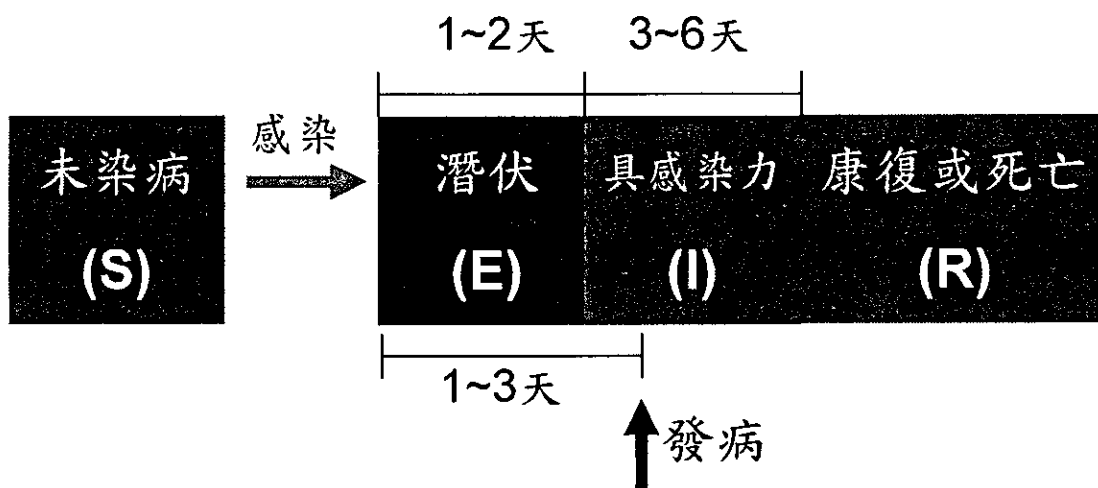 1~2天 3~6天
感染
未染病 潛伏 具感染力 康復或死亡
(S) (E) (I) (R)
1~3天
發病